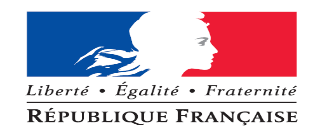 Liberté • Égalité • Fraternité
RÉPUBLIQUE FRANÇAISE